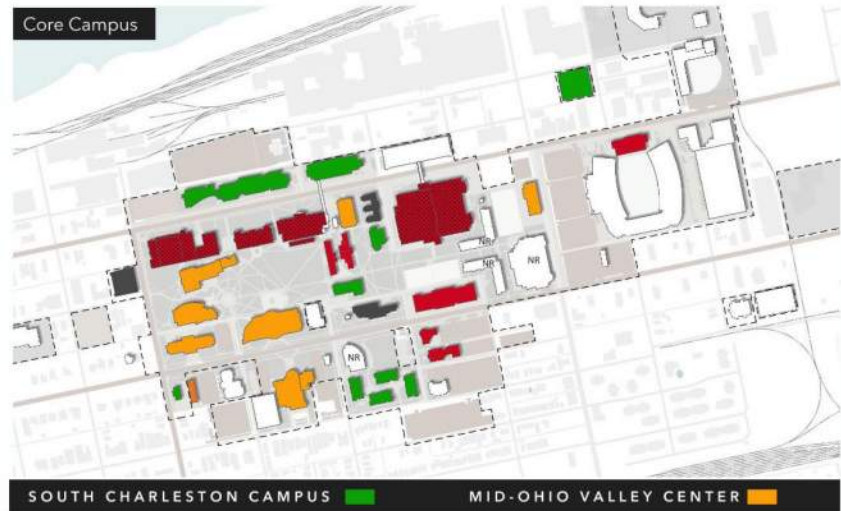 Core Campus
NR
NR
NR
NR
SOUTH CHARLESTON CAMPUS
MID-OHIO VALLEY CENTER